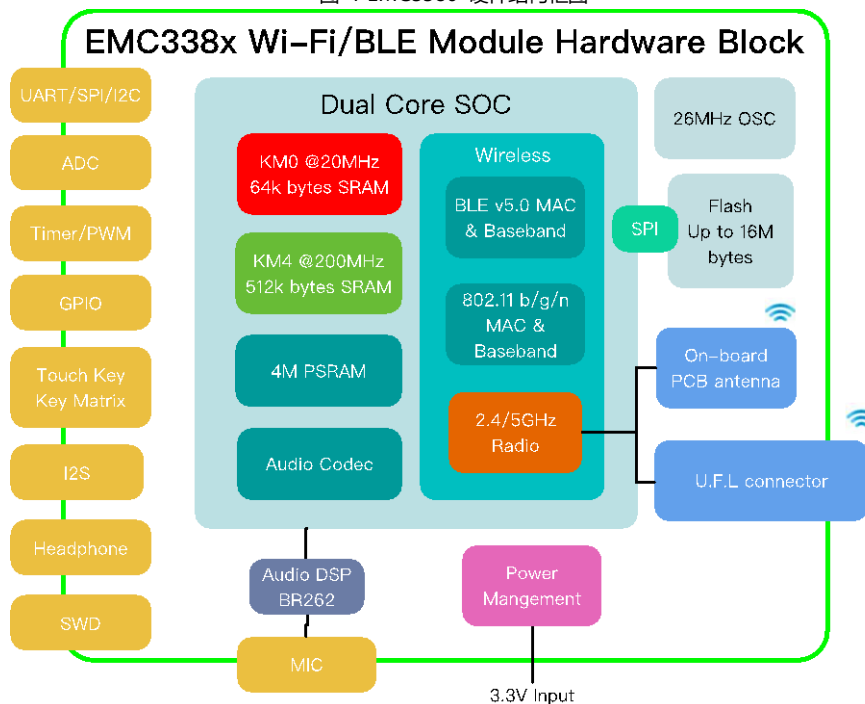 EMC338x Wi-Fi/BLE Module Hardware Block
UART/SPI/I2C
ADC
Timer/PWM
GPIO
Touch Key
Key Matrix
I2S
Headphone
SWD
Dual Core SOC
KM0 @20MHz
64k bytes SRAM
KM4 @200MHz
512k bytes SRAM
4M PSRAM
Audio Codec
Wireless
BLE v5.0 MAC
& Baseband
802.11 b/g/n
MAC &
Baseband
2.4/5GHz
Radio
26MHz OSC
SPI
Flash
Up to 16M
bytes
On-board
PCB antenna
U.F.L connector
Audio DSP
BR262
MIC
Power
Mangement
3.3V Input